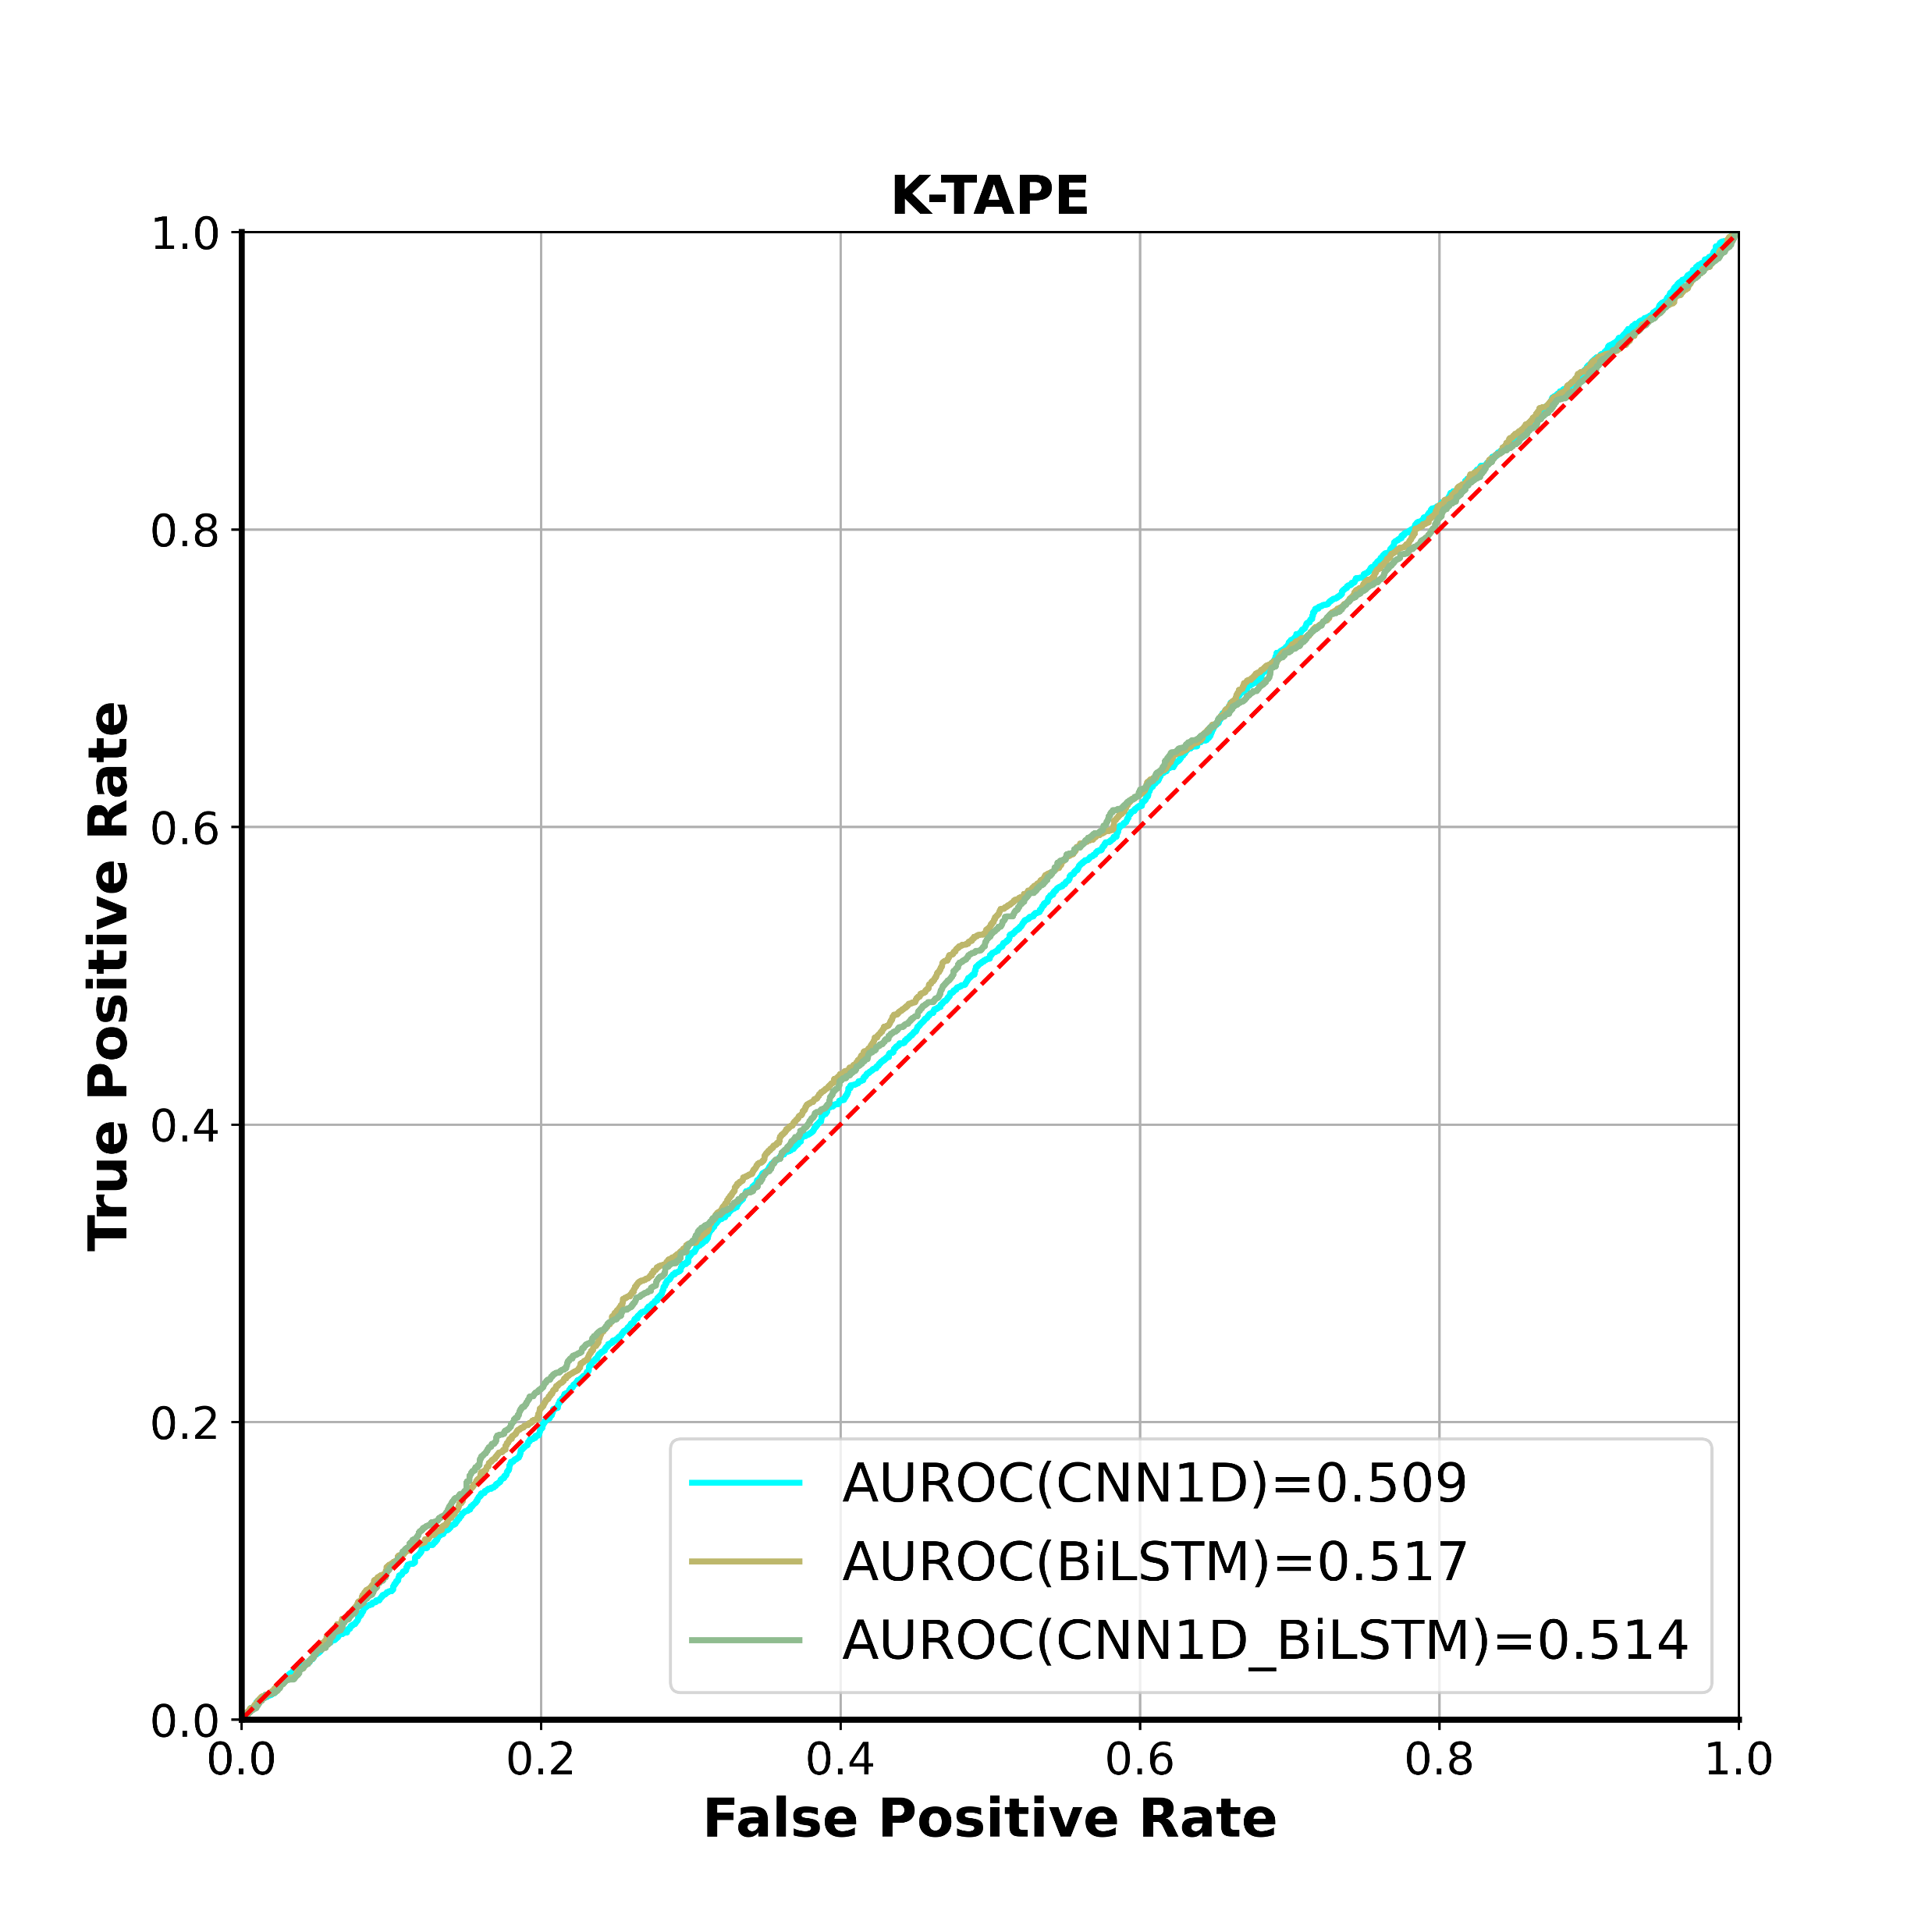 K-TAPE
1.0
0.8
0.6
0.4
0.2
0.0
True Positive Rate
AUROC(CNN1D)=0.509
AUROC(BiLSTM)=0.517
AUROC(CNN1D_BiLSTM)=0.514
0.0 0.2 0.4 0.6 0.8 1.0
False Positive Rate